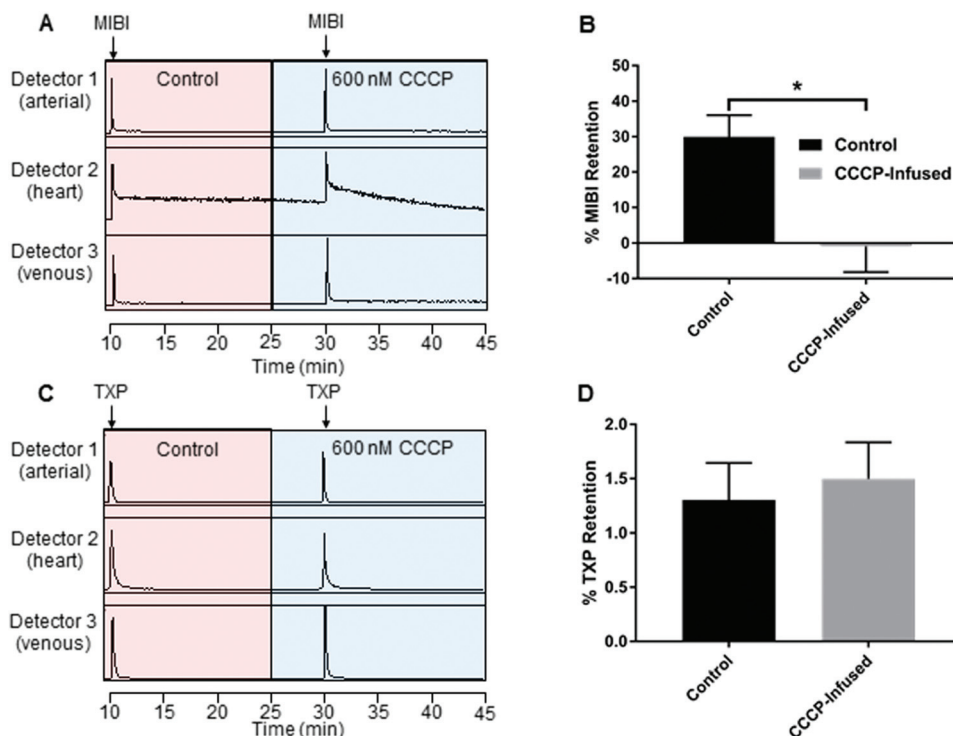 A
MIBI
MIBI
Detector 1
(arterial)
Control
600 nM CCCP
Detector 2
(heart)
Detector 3
(venous)
10 15 20 25 30 35 40 45
Time (min)
B
% MIBI Retention
50
40
30
20
10
0
-10
*
Control
CCCP-Infused
Control
CCCP-Infused
C
TXP
TXP
Detector 1
(arterial)
Control
600 nM CCCP
Detector 2
(heart)
Detector 3
(venous)
10 15 20 25 30 35 40 45
Time (min)
D
% TXP Retention
2.0
1.5
1.0
0.5
0.0
Control
CCCP-Infused